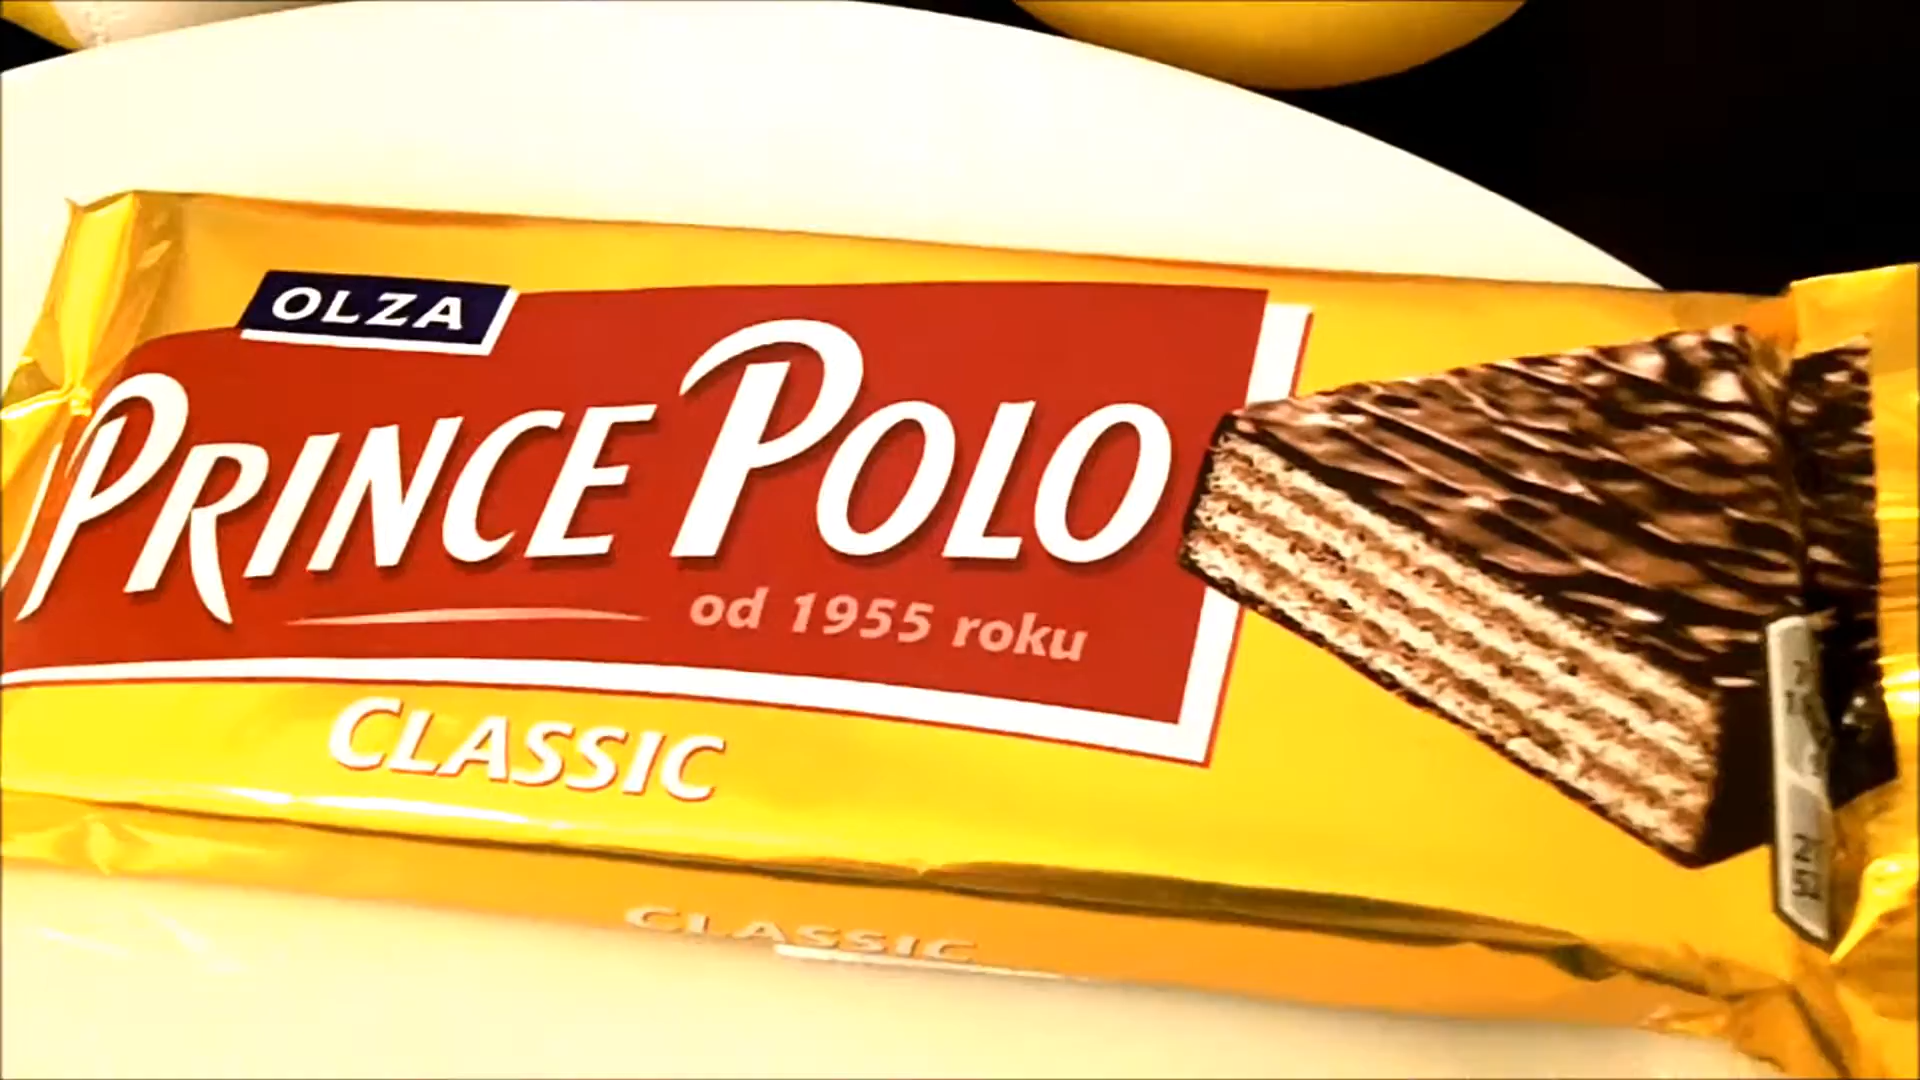 OLZA
PRINCE POLO
od 1955 roku
CLASSIC
CLASSIC